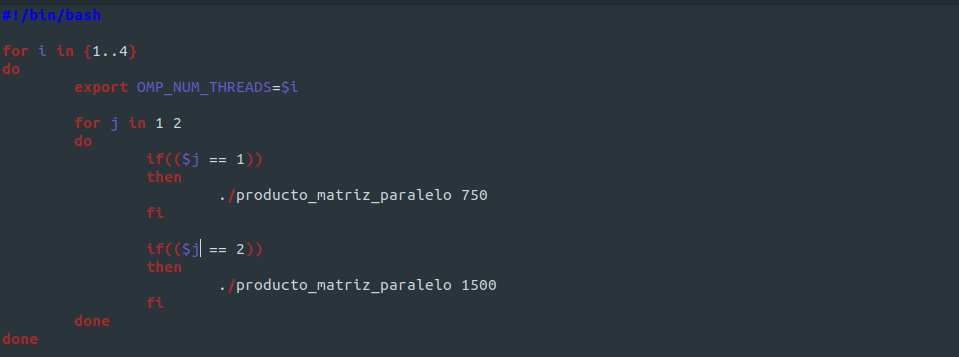 #!/bin/bash
for i in {1..4}
do
export OMP_NUM_THREADS=$i
for j in 1 2
do
if(($j == 1))
then
./producto_matriz_paralelo 750
fi
if(($j == 2))
then
./producto_matriz_paralelo 1500
fi
done
done